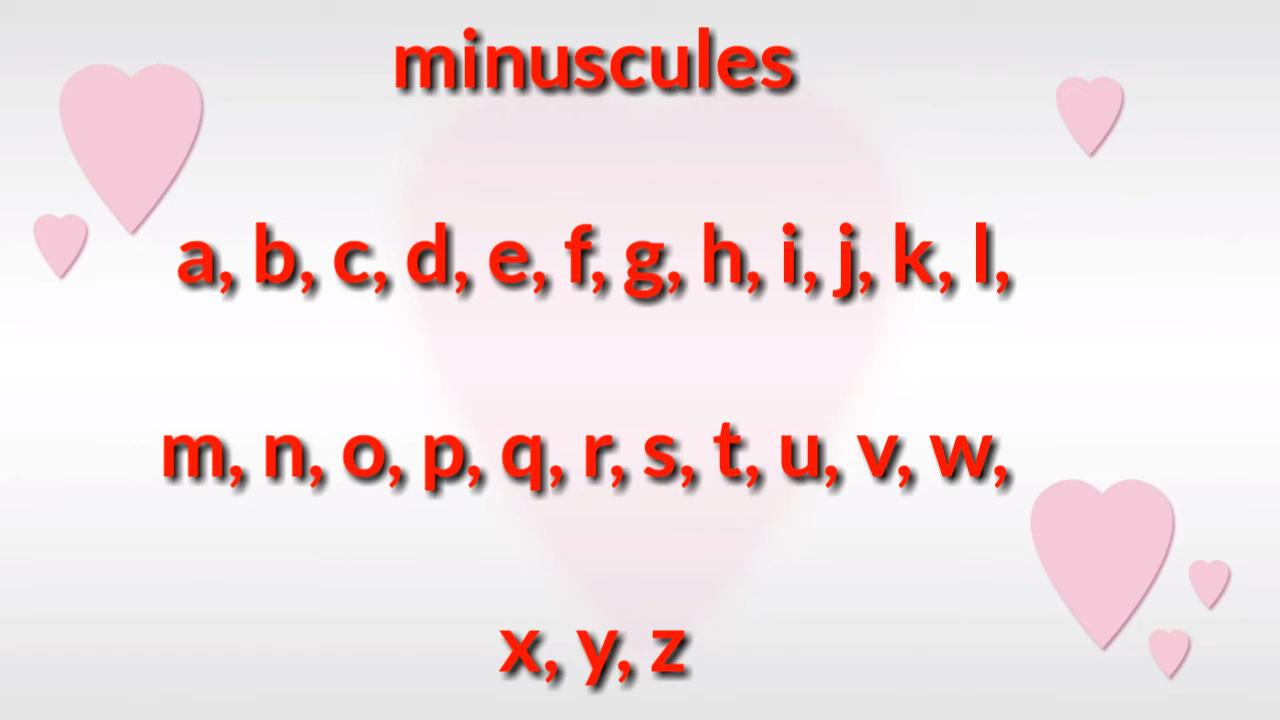 minuscules
a, b, c, d, e, f, g, h, i, j, k, l,
m, n, o, p, q, r, s, t, u, v, w,
x, y, z